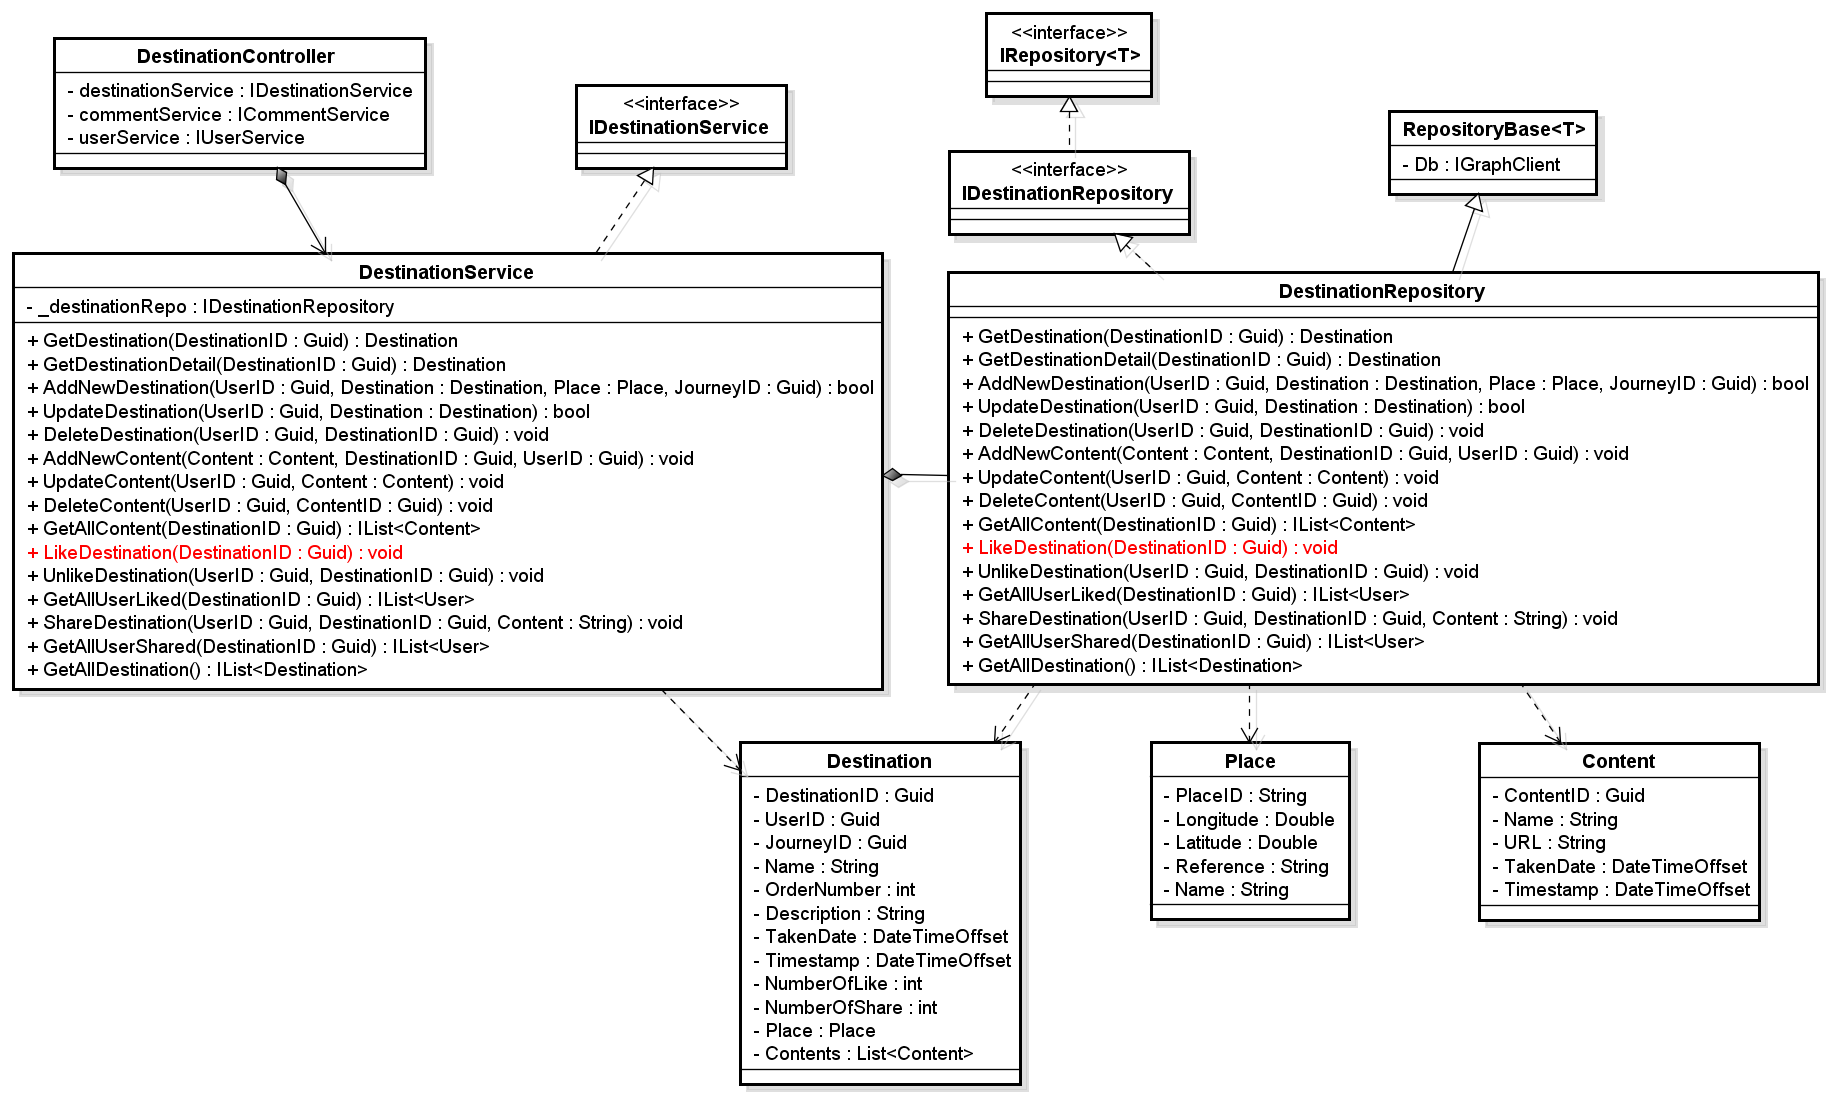 DestinationController
- destinationService : IDestinationService
- commentService : ICommentService
- userService : IUserService
<<interface>>
IDestinationService
<<interface>>
IRepository<T>
<<interface>>
IDestinationRepository
RepositoryBase<T>
- Db : IGraphClient
DestinationService
- _destinationRepo : IDestinationRepository
+ GetDestination(DestinationID : Guid) : Destination
+ GetDestinationDetail(DestinationID : Guid) : Destination
+ AddNewDestination(UserID : Guid, Destination : Destination, Place : Place, JourneyID : Guid) : bool
+ UpdateDestination(UserID : Guid, Destination : Destination) : bool
+ DeleteDestination(UserID : Guid, DestinationID : Guid) : void
+ AddNewContent(Content : Content, DestinationID : Guid, UserID : Guid) : void
+ UpdateContent(UserID : Guid, Content : Content) : void
+ DeleteContent(UserID : Guid, ContentID : Guid) : void
+ GetAllContent(DestinationID : Guid) : IList<Content>
+ LikeDestination(DestinationID : Guid) : void
+ UnlikeDestination(UserID : Guid, DestinationID : Guid) : void
+ GetAllUserLiked(DestinationID : Guid) : IList<User>
+ ShareDestination(UserID : Guid, DestinationID : Guid, Content : String) : void
+ GetAllUserShared(DestinationID : Guid) : IList<User>
+ GetAllDestination() : IList<Destination>
DestinationRepository
+ GetDestination(DestinationID : Guid) : Destination
+ GetDestinationDetail(DestinationID : Guid) : Destination
+ AddNewDestination(UserID : Guid, Destination : Destination, Place : Place, JourneyID : Guid) : bool
+ UpdateDestination(UserID : Guid, Destination : Destination) : bool
+ DeleteDestination(UserID : Guid, DestinationID : Guid) : void
+ AddNewContent(Content : Content, DestinationID : Guid, UserID : Guid) : void
+ UpdateContent(UserID : Guid, Content : Content) : void
+ DeleteContent(UserID : Guid, ContentID : Guid) : void
+ GetAllContent(DestinationID : Guid) : IList<Content>
+ LikeDestination(DestinationID : Guid) : void
+ UnlikeDestination(UserID : Guid, DestinationID : Guid) : void
+ GetAllUserLiked(DestinationID : Guid) : IList<User>
+ ShareDestination(UserID : Guid, DestinationID : Guid, Content : String) : void
+ GetAllUserShared(DestinationID : Guid) : IList<User>
+ GetAllDestination() : IList<Destination>
Destination
- DestinationID : Guid
- UserID : Guid
- JourneyID : Guid
- Name : String
- OrderNumber : int
- Description : String
- TakenDate : DateTimeOffset
- Timestamp : DateTimeOffset
- NumberOfLike : int
- NumberOfShare : int
- Place : Place
- Contents : List<Content>
Place
- PlaceID : String
- Longitude : Double
- Latitude : Double
- Reference : String
- Name : String
Content
- ContentID : Guid
- Name : String
- URL : String
- TakenDate : DateTimeOffset
- Timestamp : DateTimeOffset